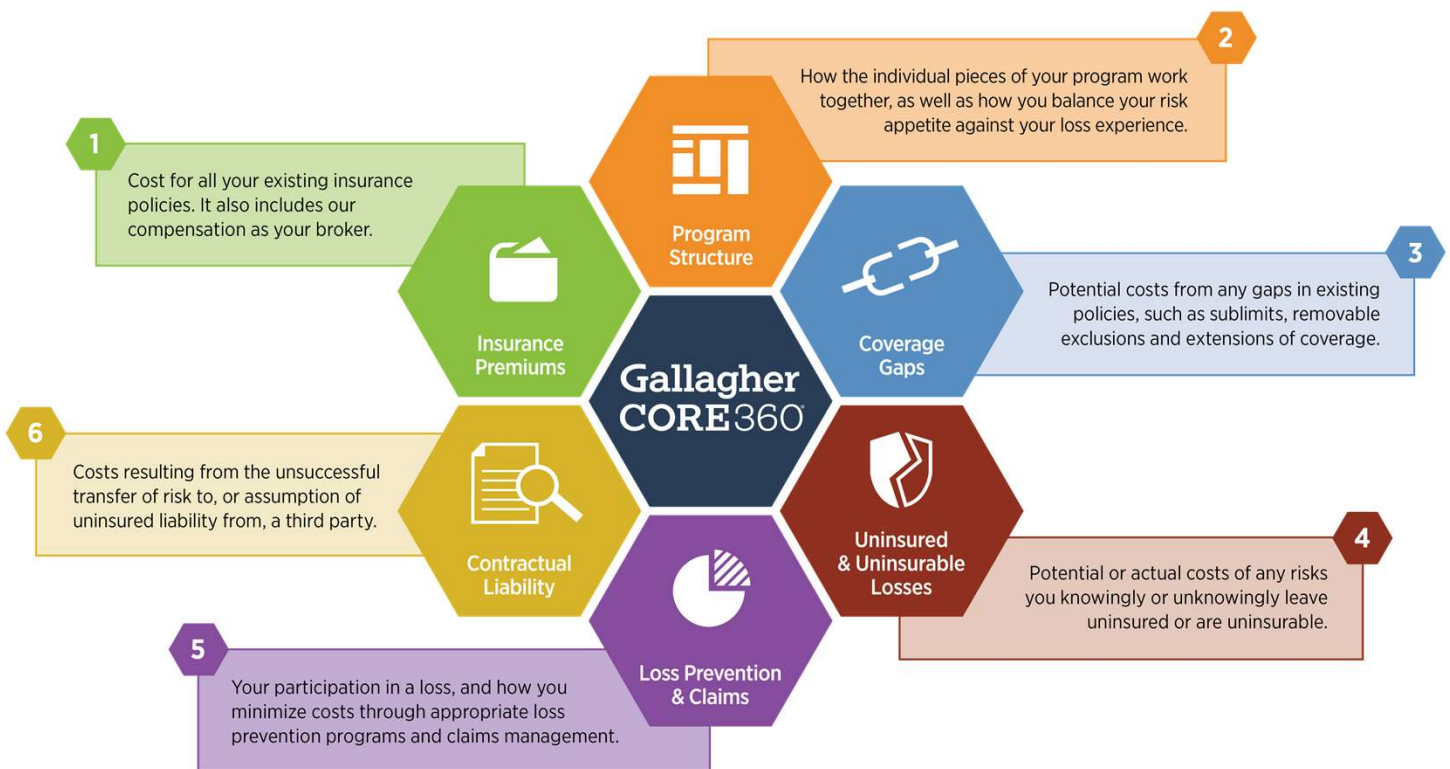 1
Cost for all your existing insurance
policies. It also includes our
compensation as your broker.
Insurance
Premiums
2
How the individual pieces of your program work
together, as well as how you balance your risk
appetite against your loss experience.
Program
Structure
3
Potential costs from any gaps in existing
policies, such as sublimits, removable
exclusions and extensions of coverage.
Coverage
Gaps
Gallagher
CORE360®
4
Potential or actual costs of any risks
you knowingly or unknowingly leave
uninsured or are uninsurable.
Uninsured
& Uninsurable
Losses
5
Your participation in a loss, and how you
minimize costs through appropriate loss
prevention programs and claims management.
Loss Prevention
& Claims
6
Costs resulting from the unsuccessful
transfer of risk to, or assumption of
uninsured liability from, a third party.
Contractual
Liability